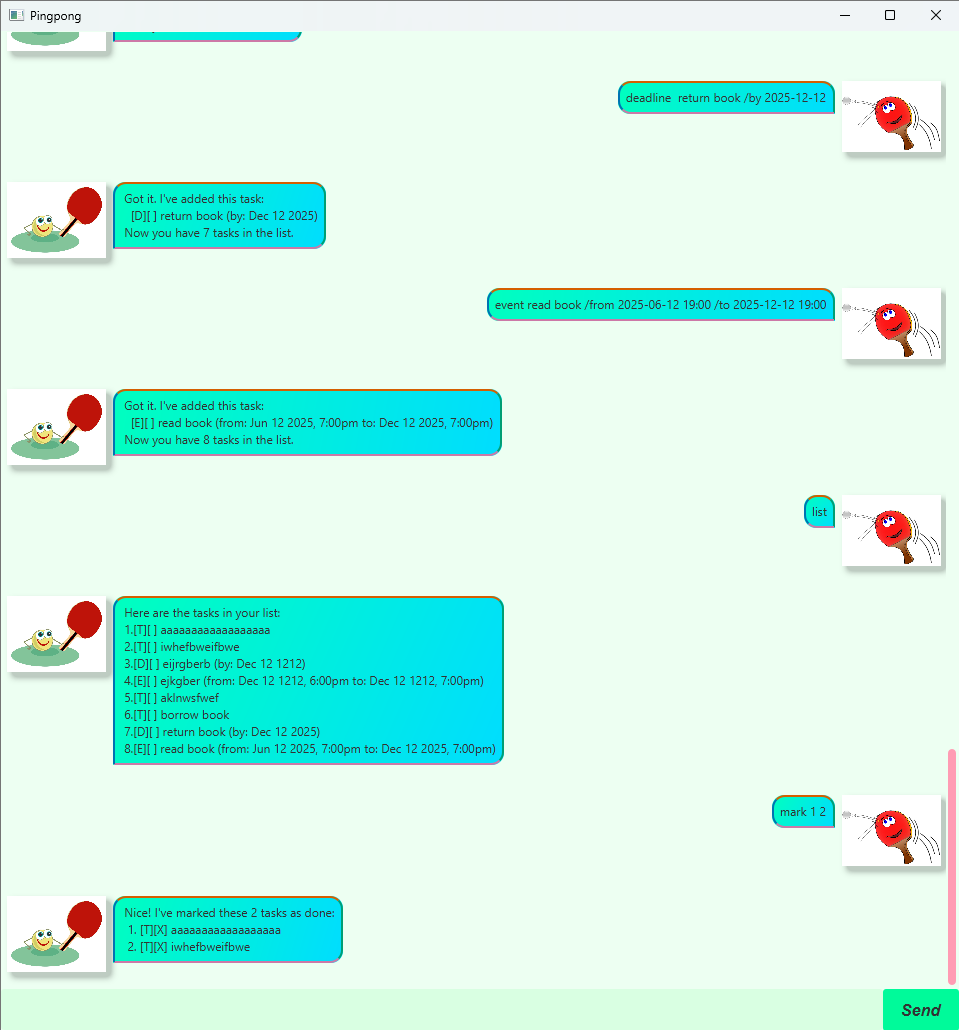 Pingpong
deadline  return book /by 2025-12-12
Got it. I've added this task:
[D][ ] return book (by: Dec 12 2025)
Now you have 7 tasks in the list.
event read book /from 2025-06-12 19:00 /to 2025-12-12 19:00
Got it. I've added this task:
[E][ ] read book (from: Jun 12 2025, 7:00pm to: Dec 12 2025, 7:00pm)
Now you have 8 tasks in the list.
list
Here are the tasks in your list:
1.[T][ ] aaaaaaaaaaaaaaaaaa
2.[T][ ] iwhefbweifbwe
3.[D][ ] eijrgberb (by: Dec 12 1212)
4.[E][ ] ejkgber (from: Dec 12 1212, 6:00pm to: Dec 12 1212, 7:00pm)
5.[T][ ] aklnwsfwef
6.[T][ ] borrow book
7.[D][ ] return book (by: Dec 12 2025)
8.[E][ ] read book (from: Jun 12 2025, 7:00pm to: Dec 12 2025, 7:00pm)
mark 1 2
Nice! I've marked these 2 tasks as done:
1. [T][X] aaaaaaaaaaaaaaaaaa
2. [T][X] iwhefbweifbwe
Send